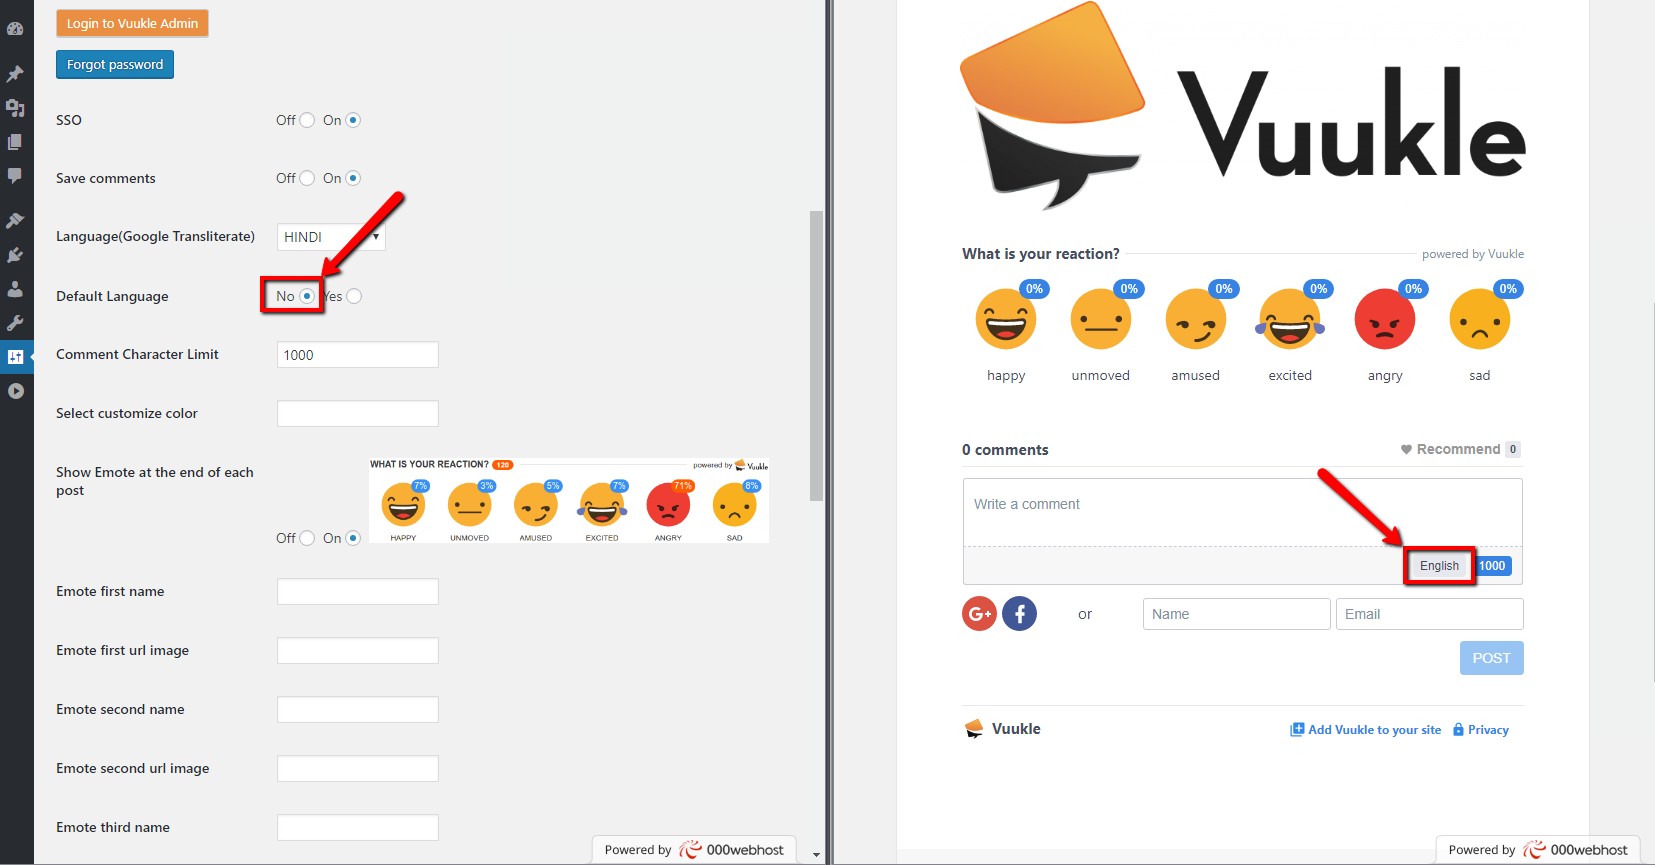 Login to Vuukle Admin
Forgot password
SSO
Off On
Save comments
Off On
Language(Google Transliterate)
HINDI
Default Language
No Yes
Comment Character Limit
1000
Select customize color
Show Emote at the end of each
post
WHAT IS YOUR REACTION? 120
powered by Vuukle
7% 3% 5% 7% 71% 8%
HAPPY UNMOVED AMUSED EXCITED ANGRY SAD
Off On
Emote first name
Emote first url image
Emote second name
Emote second url image
Emote third name
Powered by 000webhost
Vuukle
What is your reaction? powered by Vuukle
0% 0% 0% 0% 0% 0%
happy unmoved amused excited angry sad
0 comments Recommend 0
Write a comment
English 1000
G+ f or Name Email
POST
Vuukle Add Vuukle to your site Privacy
Powered by 000webhost